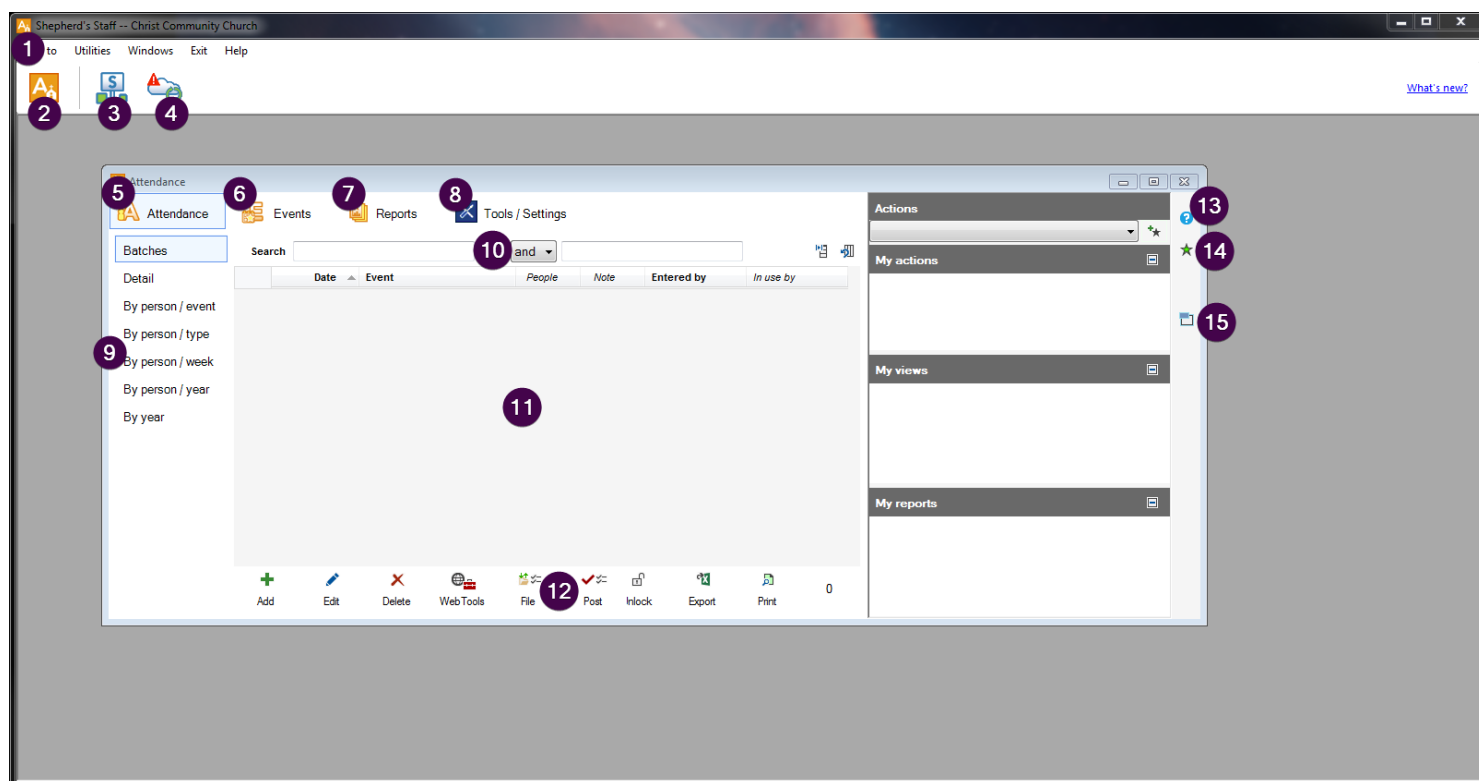 Shepherd's Staff -- Christ Community Church
1 to Utilities Windows Exit Help
2 3 4 What's new?
Attendance
5 Attendance 6 Events 7 Reports 8 Tools / Settings
Actions
13
Batches
Search 10 and
My actions
14
Detail
Date Event People Note Entered by In use by
By person / event
By person / type
15
9 By person / week
My views
By person / year
11
By year
My reports
Add Edit Delete WebTools File 12 Post Inlock Export Print 0